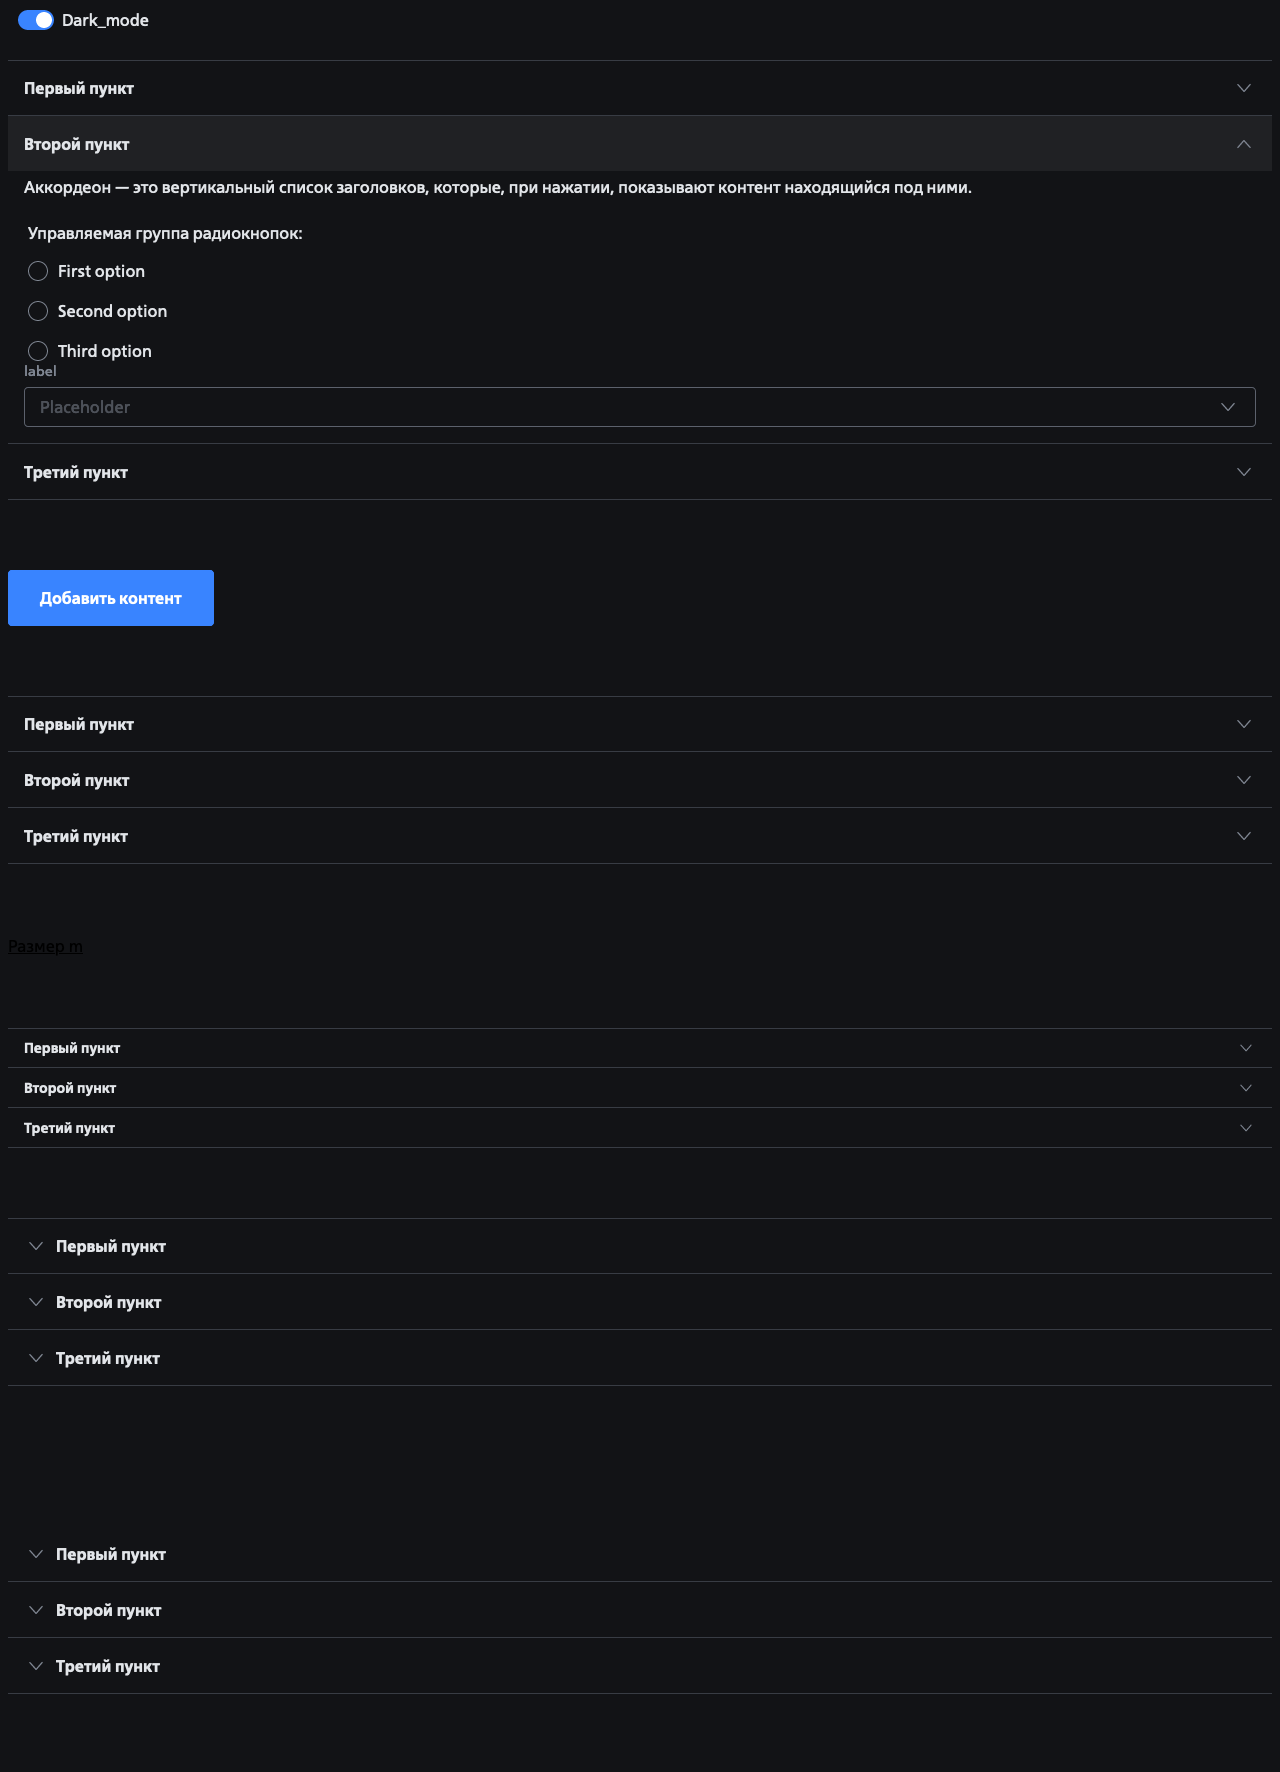 Dark_mode
Первый пункт
Второй пункт
Аккордеон — это вертикальный список заголовков, которые, при нажатии, показывают контент находящийся под ними.
Управляемая группа радиокнопок:
First option
Second option
Third option
label
Placeholder
Третий пункт
Добавить контент
Первый пункт
Второй пункт
Третий пункт
Размер m
Первый пункт
Второй пункт
Третий пункт
Первый пункт
Второй пункт
Третий пункт
Первый пункт
Второй пункт
Третий пункт